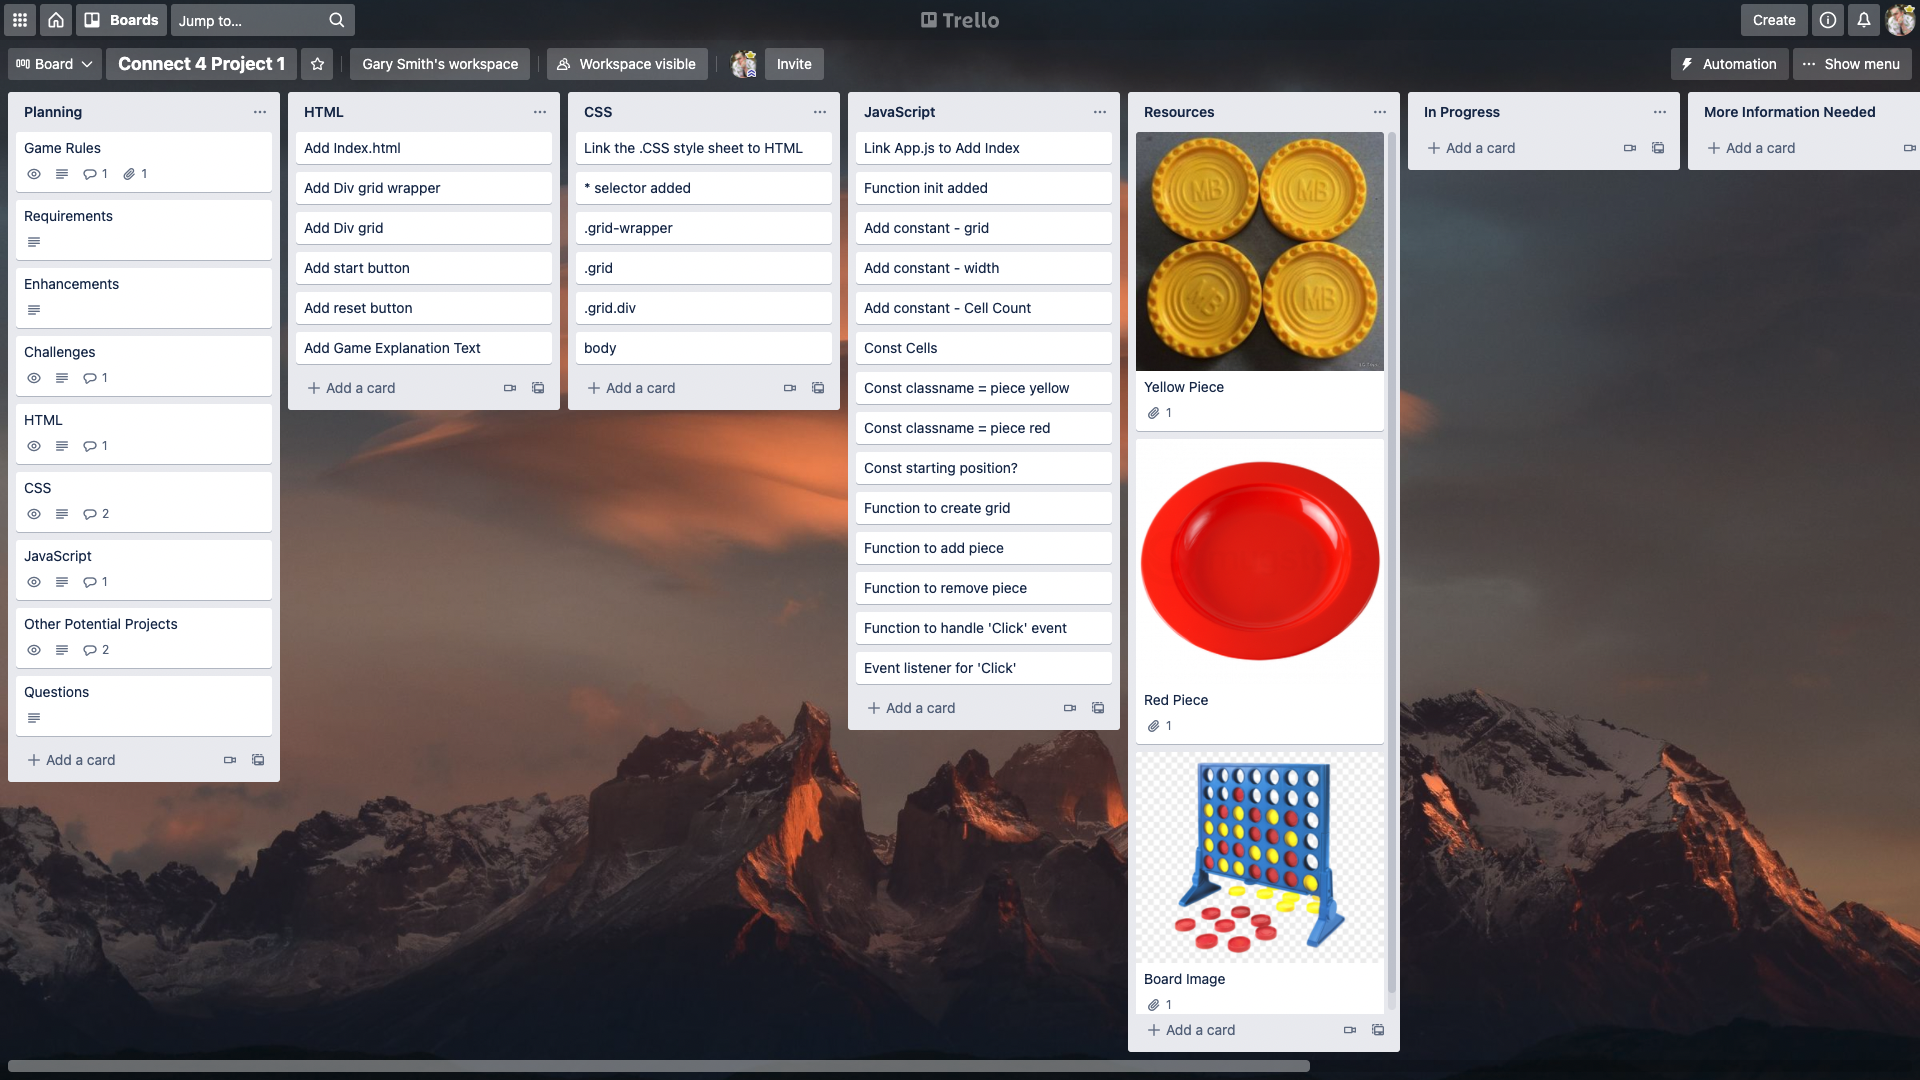 Boards
Jump to...
Trello
Create
Board
Connect 4 Project 1
Gary Smith's workspace
Workspace visible
Invite
Automation
Show menu
Planning
Game Rules
1
1
Requirements
Enhancements
Challenges
1
HTML
1
CSS
2
JavaScript
1
Other Potential Projects
2
Questions
Add a card
HTML
Add Index.html
Add Div grid wrapper
Add Div grid
Add start button
Add reset button
Add Game Explanation Text
Add a card
CSS
Link the .CSS style sheet to HTML
* selector added
.grid-wrapper
.grid
.grid.div
body
Add a card
JavaScript
Link App.js to Add Index
Function init added
Add constant - grid
Add constant - width
Add constant - Cell Count
Const Cells
Const classname = piece yellow
Const classname = piece red
Const starting position?
Function to create grid
Function to add piece
Function to remove piece
Function to handle 'Click' event
Event listener for 'Click'
Add a card
Resources
MB
MB
MB
MB
Yellow Piece
1
Red Piece
1
Board Image
1
Add a card
In Progress
Add a card
More Information Needed
Add a card